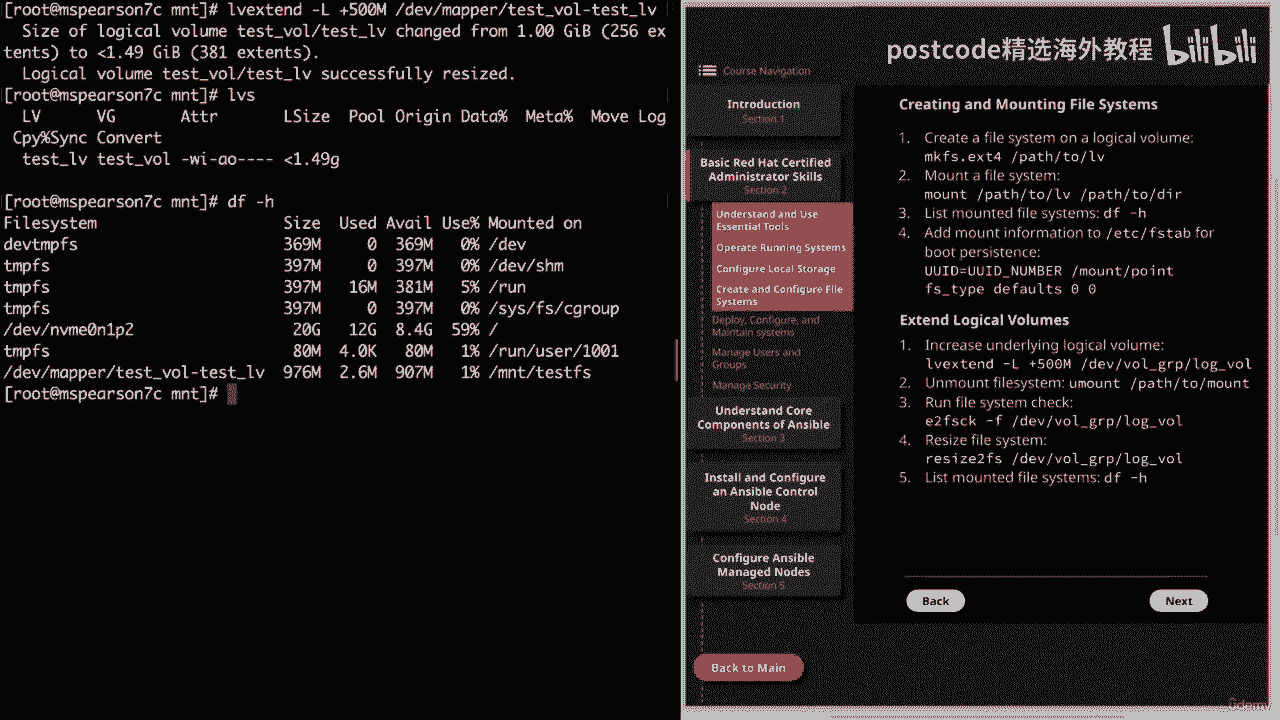 [root@mspearson7c mnt]# lvextend -L +500M /dev/mapper/test_vol-test_lv
  Size of logical volume test_vol/test_lv changed from 1.00 GiB (256 ex
tents) to <1.49 GiB (381 extents).
  Logical volume test_vol/test_lv successfully resized.
[root@mspearson7c mnt]# lvs
  LV      VG       Attr       LSize  Pool Origin Data%  Meta%  Move Log
 Cpy%Sync Convert
  test_lv test_vol -wi-ao---- <1.49g
[root@mspearson7c mnt]# df -h
Filesystem                    Size  Used Avail Use% Mounted on
devtmpfs                      369M     0  369M   0% /dev
tmpfs                         397M     0  397M   0% /dev/shm
tmpfs                         397M   16M  381M   5% /run
tmpfs                         397M     0  397M   0% /sys/fs/cgroup
/dev/nvme0n1p2                 20G   12G  8.4G  59% /
tmpfs                          80M  4.0K   80M   1% /run/user/1001
/dev/mapper/test_vol-test_lv  976M  2.6M  907M   1% /mnt/testfs
[root@mspearson7c mnt]#
postcode精选海外教程 bilibili
Course Navigation
Introduction
Section 1
Basic Red Hat Certified
Administrator Skills
Section 2
Understand and Use
Essential Tools
Operate Running Systems
Configure Local Storage
Create and Configure File
Systems
Deploy, Configure, and
Maintain systems
Manage Users and
Groups
Manage Security
Understand Core
Components of Ansible
Section 3
Install and Configure
an Ansible Control
Node
Section 4
Configure Ansible
Managed Nodes
Section 5
Back to Main
Creating and Mounting File Systems
1. Create a file system on a logical volume:
mkfs.ext4 /path/to/lv
2. Mount a file system:
mount /path/to/lv /path/to/dir
3. List mounted file systems: df -h
4. Add mount information to /etc/fstab for
boot persistence:
UUID=UUID_NUMBER /mount/point
fs_type defaults 0 0
Extend Logical Volumes
1. Increase underlying logical volume:
lvextend -L +500M /dev/vol_grp/log_vol
2. Unmount filesystem: umount /path/to/mount
3. Run file system check:
e2fsck -f /dev/vol_grp/log_vol
4. Resize file system:
resize2fs /dev/vol_grp/log_vol
5. List mounted file systems: df -h
Back
Next
ûdemy